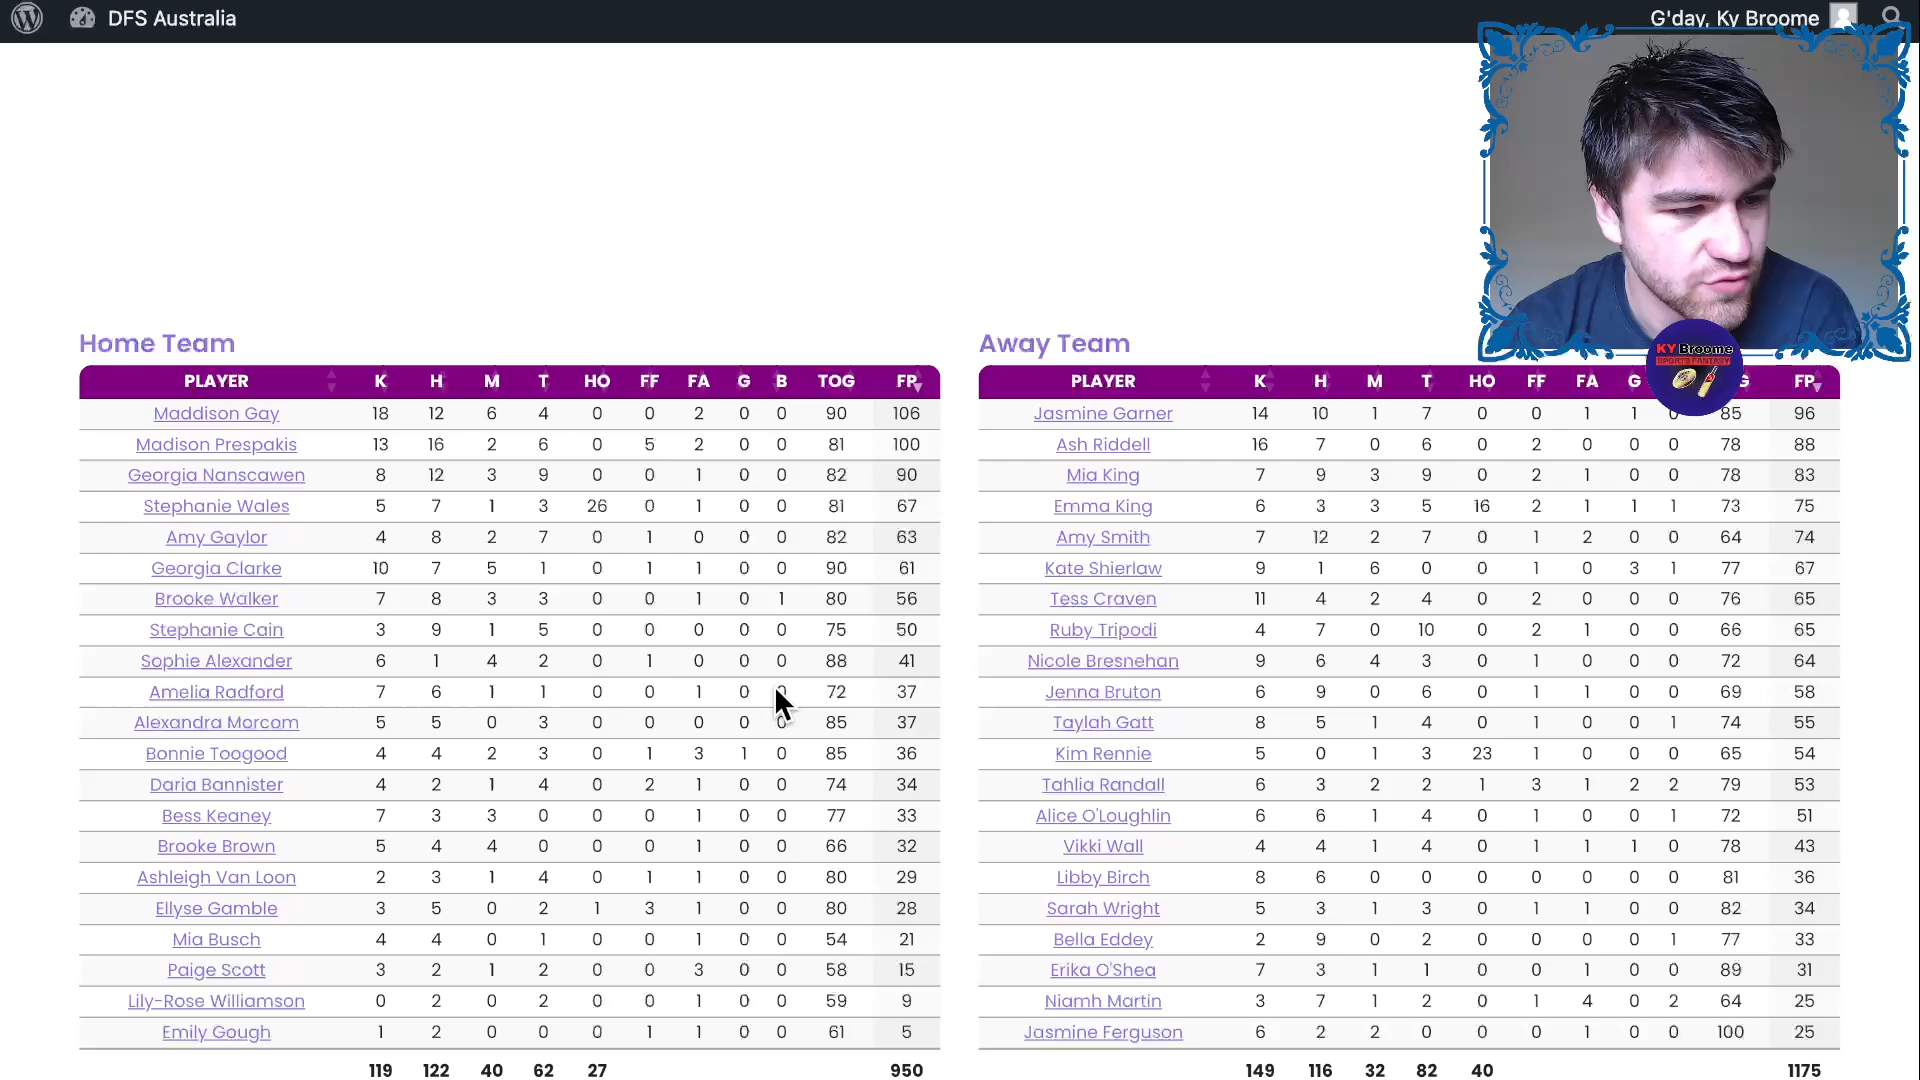 DFS Australia
G'day, Ky Broome
KY Broome
SPORTS FANTASY
Home Team
PLAYER K H M T HO FF FA G B TOG FP
Maddison Gay 18 12 6 4 0 0 2 0 0 90 106
Madison Prespakis 13 16 2 6 0 5 2 0 0 81 100
Georgia Nanscawen 8 12 3 9 0 0 1 0 0 82 90
Stephanie Wales 5 7 1 3 26 0 1 0 0 81 67
Amy Gaylor 4 8 2 7 0 1 0 0 0 82 63
Georgia Clarke 10 7 5 1 0 1 1 0 0 90 61
Brooke Walker 7 8 3 3 0 0 1 0 1 80 56
Stephanie Cain 3 9 1 5 0 0 0 0 0 75 50
Sophie Alexander 6 1 4 2 0 1 0 0 0 88 41
Amelia Radford 7 6 1 1 0 0 1 0 0 72 37
Alexandra Morcom 5 5 0 3 0 0 0 0 0 85 37
Bonnie Toogood 4 4 2 3 0 1 3 1 0 85 36
Daria Bannister 4 2 1 4 0 2 1 0 0 74 34
Bess Keaney 7 3 3 0 0 0 1 0 0 77 33
Brooke Brown 5 4 4 0 0 0 1 0 0 66 32
Ashleigh Van Loon 2 3 1 4 0 1 1 0 0 80 29
Ellyse Gamble 3 5 0 2 1 3 1 0 0 80 28
Mia Busch 4 4 0 1 0 0 1 0 0 54 21
Paige Scott 3 2 1 2 0 0 3 0 0 58 15
Lily-Rose Williamson 0 2 0 2 0 0 1 0 0 59 9
Emily Gough 1 2 0 0 0 1 1 0 0 61 5
119 122 40 62 27 950
Away Team
PLAYER K H M T HO FF FA G G FP
Jasmine Garner 14 10 1 7 0 0 1 1 0 85 96
Ash Riddell 16 7 0 6 0 2 0 0 0 78 88
Mia King 7 9 3 9 0 2 1 0 0 78 83
Emma King 6 3 3 5 16 2 1 1 1 73 75
Amy Smith 7 12 2 7 0 1 2 0 0 64 74
Kate Shierlaw 9 1 6 0 0 1 0 3 1 77 67
Tess Craven 11 4 2 4 0 2 0 0 0 76 65
Ruby Tripodi 4 7 0 10 0 2 1 0 0 66 65
Nicole Bresnehan 9 6 4 3 0 1 0 0 0 72 64
Jenna Bruton 6 9 0 6 0 1 1 0 0 69 58
Taylah Gatt 8 5 1 4 0 1 0 0 1 74 55
Kim Rennie 5 0 1 3 23 1 0 0 0 65 54
Tahlia Randall 6 3 2 2 1 3 1 2 2 79 53
Alice O'Loughlin 6 6 1 4 0 1 0 0 1 72 51
Vikki Wall 4 4 1 4 0 1 1 1 0 78 43
Libby Birch 8 6 0 0 0 0 0 0 0 81 36
Sarah Wright 5 3 1 3 0 1 1 0 0 82 34
Bella Eddey 2 9 0 2 0 0 0 0 1 77 33
Erika O'Shea 7 3 1 1 0 0 1 0 0 89 31
Niamh Martin 3 7 1 2 0 1 4 0 2 64 25
Jasmine Ferguson 6 2 2 0 0 0 1 0 0 100 25
149 116 32 82 40 1175